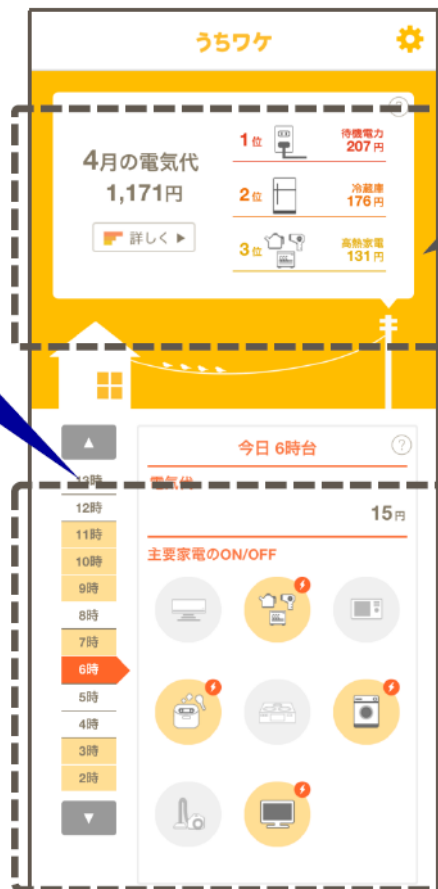 うちワケ
4月の電気代
1,171円
詳しく ▶
1位 待機電力 207円
2位 冷蔵庫 176円
3位 高熱家電 131円
?
▲
13時
12時
11時
10時
9時
8時
7時
6時
5時
4時
3時
2時
▼
今日 6時台
?
電気代
15円
主要家電のON/OFF